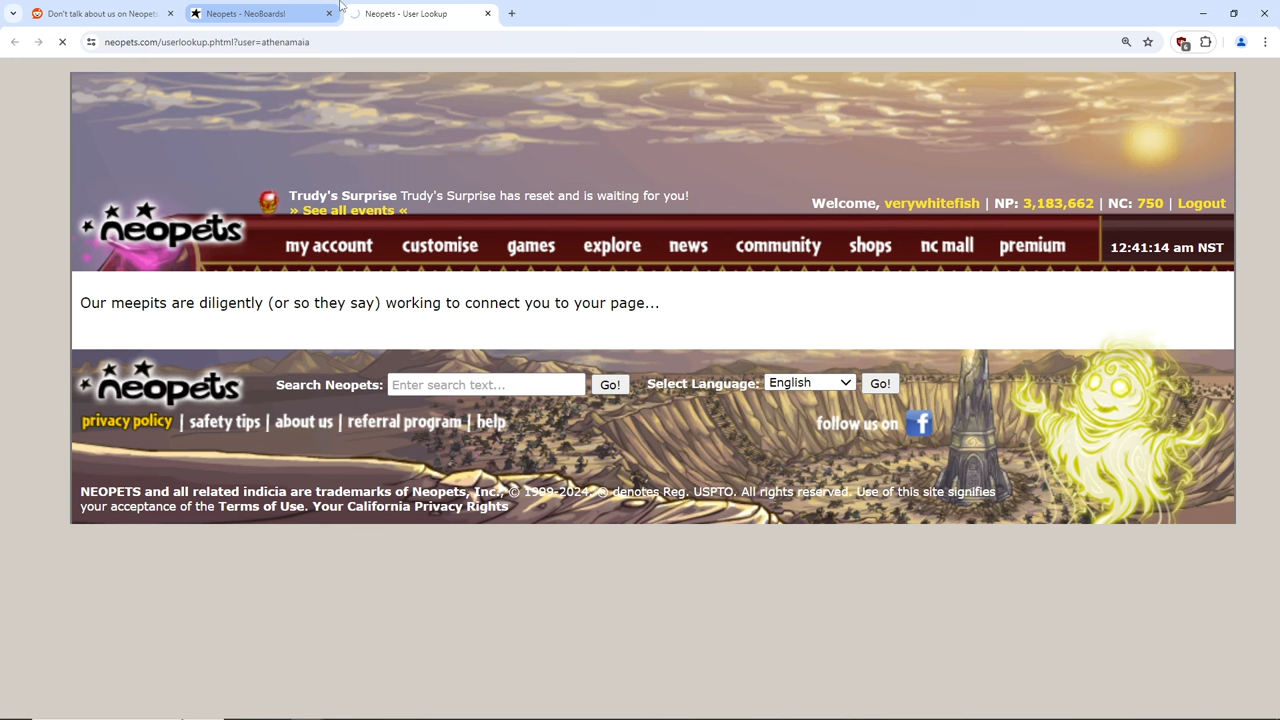 Don't talk about us on Neopets
Neopets - NeoBoards!
Neopets - User Lookup
neopets.com/userlookup.phtml?user=athenamaia
6
Trudy's Surprise Trudy's Surprise has reset and is waiting for you!
» See all events «
Welcome, verywhitefish | NP: 3,183,662 | NC: 750 | Logout
neopets
my account customise games explore news community shops nc mall premium
12:41:14 am NST
Our meepits are diligently (or so they say) working to connect you to your page...
neopets
Search Neopets: Enter search text... Go! Select Language: English Go!
privacy policy | safety tips | about us | referral program | help
follow us on f
NEOPETS and all related indicia are trademarks of Neopets, Inc., © 1999-2024. ® denotes Reg. USPTO. All rights reserved. Use of this site signifies
your acceptance of the Terms of Use. Your California Privacy Rights